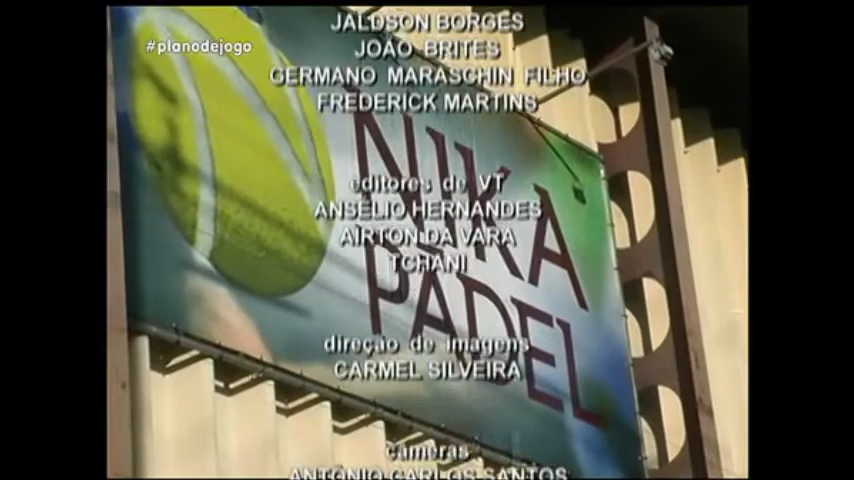 #planodejogo
JALDSON BORGES
JOÃO BRITES
GERMANO MARASCHIN FILHO
FREDERICK MARTINS
NIKA
PADEL
editores de VT
ANSELIO HERNANDES
AIRTON DA VARA
TCHANI
direção de imagens
CARMEL SILVEIRA
câmeras
ANTONIO CARLOS SANTOS